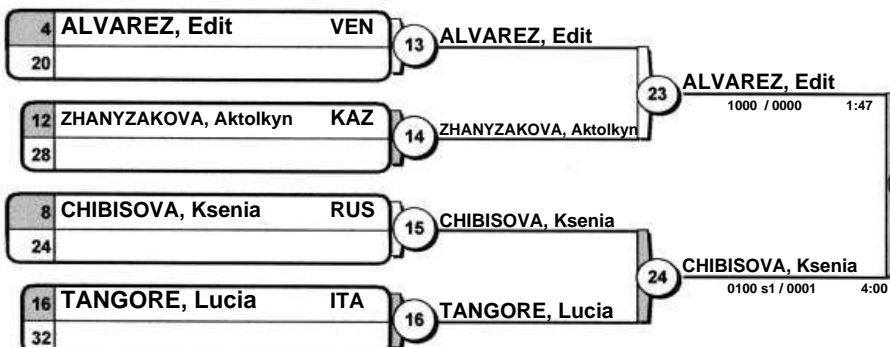 4 ALVAREZ, Edit VEN
20
13
ALVAREZ, Edit
12 ZHANYZAKOVA, Aktolkyn KAZ
28
14
ZHANYZAKOVA, Aktolkyn
23
ALVAREZ, Edit
1000 / 0000 1:47
8 CHIBISOVA, Ksenia RUS
24
15
CHIBISOVA, Ksenia
16 TANGORE, Lucia ITA
32
16
TANGORE, Lucia
24
CHIBISOVA, Ksenia
0100 s1 / 0001 4:00